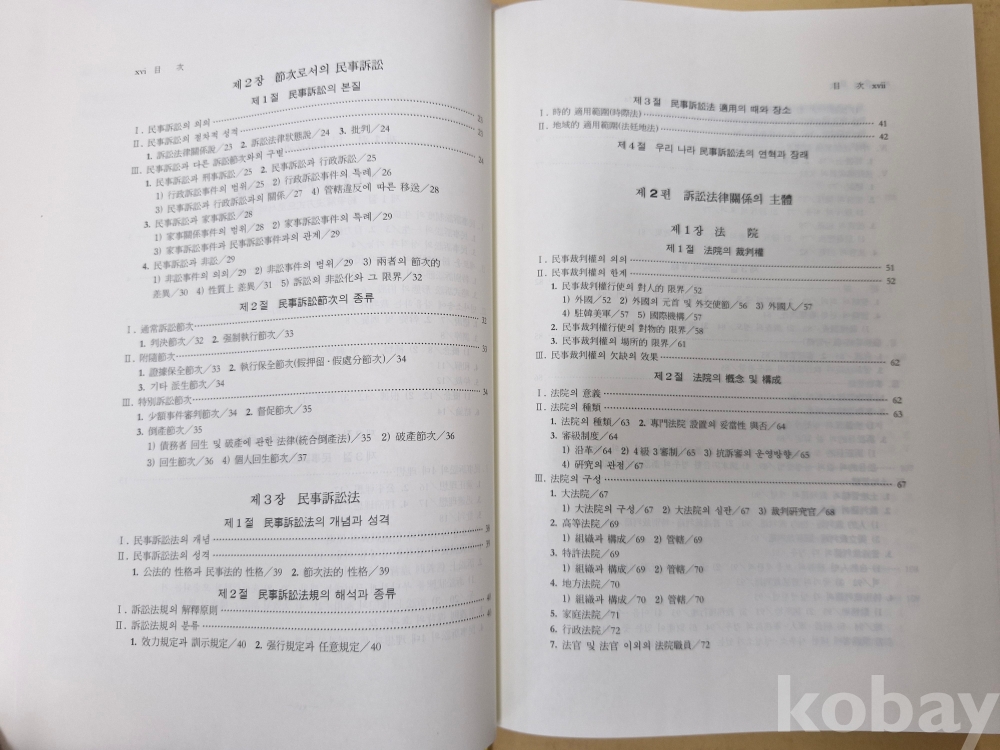 xvi 目 次
제 2 장 節次로서의 民事訴訟
제 1 절 民事訴訟의 본질
Ⅰ. 民事訴訟의 의의
Ⅱ. 民事訴訟의 절차적 성격 23
1. 訴訟法律關係說/23 2. 訴訟法律狀態說/24 3. 批判/24
Ⅲ. 民事訴訟과 다른 訴訟節次와의 구별 24
1. 民事訴訟과 刑事訴訟/25 2. 民事訴訟과 行政訴訟/25
1) 行政訴訟事件의 범위/25 2) 行政訴訟事件의 특례/26
3) 民事訴訟과 行政訴訟과의 關係/27 4) 管轄違反에 따른 移送/28
3. 民事訴訟과 家事訴訟/28
1) 家事關係事件의 범위/28 2) 家事訴訟事件의 특례/29
3) 家事訴訟事件과 民事訴訟事件과의 관계/29
4. 民事訴訟과 非訟/29
1) 非訟事件의 의의/29 2) 非訟事件의 범위/29 3) 兩者의 節次的
差異/30 4) 性質上 差異/31 5) 訴訟의 非訟化와 그 限界/32
제 2 절 民事訴訟節次의 종류
Ⅰ. 通常訴訟節次 32
1. 判決節次/32 2. 强制執行節次/33
Ⅱ. 附隨節次 33
1. 證據保全節次/33 2. 執行保全節次(假押留·假處分節次)/34
3. 기타 派生節次/34
Ⅲ. 特別訴訟節次 34
1. 少額事件審判節次/34 2. 督促節次/35
3. 倒產節次/35
1) 債務者 回生 및 破產에 관한 法律(統合倒產法)/35 2) 破產節次/36
3) 回生節次/36 4) 個人回生節次/37
제 3 장 民事訴訟法
제 1 절 民事訴訟法의 개념과 성격
Ⅰ. 民事訴訟法의 개념
Ⅱ. 民事訴訟法의 성격 39
1. 公法的 性格과 民事法的 性格/39 2. 節次法的 性格/39
제 2 절 民事訴訟法規의 해석과 종류
Ⅰ. 訴訟法規의 解釋原則 40
Ⅱ. 訴訟法規의 분류 40
1. 效力規定과 訓示規定/40 2. 强行規定과 任意規定/40
目 次 xvii
제 3 절 民事訴訟法 適用의 때와 장소
Ⅰ. 時的 適用範圍(時際法) 41
Ⅱ. 地域的 適用範圍(法廷地法) 42
제 4 절 우리 나라 民事訴訟法의 연혁과 장래
제 2 편 訴訟法律關係의 主體
제 1 장 法 院
제 1 절 法院의 裁判權
Ⅰ. 民事裁判權의 의의 51
Ⅱ. 民事裁判權의 한계 52
1. 民事裁判權行使의 對人的 限界/52
1) 外國/52 2) 外國의 元首 및 外交使節/56 3) 外國人/57
4) 駐韓美軍/57 5) 國際機構/57
2. 民事裁判權行使의 對物的 限界/58
3. 民事裁判權의 場所的 限界/61
Ⅲ. 民事裁判權의 欠缺의 效果 62
제 2 절 法院의 槪念 및 構成
Ⅰ. 法院의 意義 62
Ⅱ. 法院의 種類 63
1. 法院의 種類/63 2. 專門法院 設置의 妥當性 與否/64
3. 審級制度/64
1) 沿革/64 2) 4級 3審制/65 3) 抗訴審의 운영방향/65
4) 硏究의 관점/67
Ⅲ. 法院의 구성 67
1. 大法院/67
1) 大法院의 구성/67 2) 大法院의 심판/67 3) 裁判硏究官/68
2. 高等法院/69
1) 組織과 構成/69 2) 管轄/69
3. 特許法院/69
1) 組織과 構成/69 2) 管轄/70
4. 地方法院/70
1) 組織과 構成/70 2) 管轄/70
5. 家庭法院/71
6. 行政法院/72
7. 法官 및 法官 이외의 法院職員/72
kobay